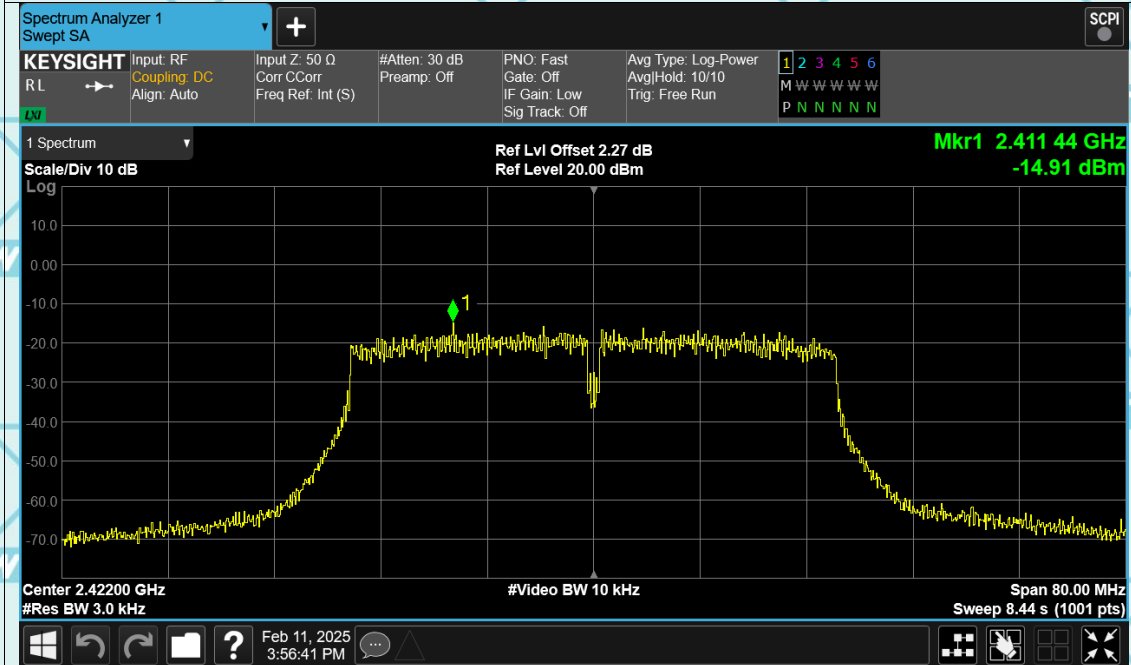 Spectrum Analyzer 1
Swept SA
+
SCPI
KEYSIGHT
R L
LXI
Input: RF
Coupling: DC
Align: Auto
Input Z: 50 Ω
Corr CCorr
Freq Ref: Int (S)
#Atten: 30 dB
Preamp: Off
PNO: Fast
Gate: Off
IF Gain: Low
Sig Track: Off
Avg Type: Log-Power
Avg|Hold: 10/10
Trig: Free Run
1 2 3 4 5 6
M W W W W W
P N N N N N
1 Spectrum
Scale/Div 10 dB
Log
Ref Lvl Offset 2.27 dB
Ref Level 20.00 dBm
Mkr1 2.411 44 GHz
-14.91 dBm
10.0
0.00
-10.0
-20.0
-30.0
-40.0
-50.0
-60.0
-70.0
1
Center 2.42200 GHz
#Res BW 3.0 kHz
#Video BW 10 kHz
Span 80.00 MHz
Sweep 8.44 s (1001 pts)
?
Feb 11, 2025
3:56:41 PM